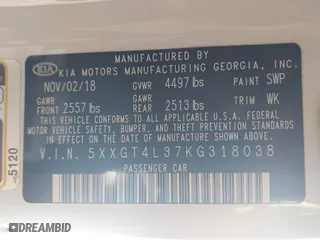 MANUFACTURED BY
KIA KIA MOTORS MANUFACTURING GEORGIA, INC.
NOV/02/18 GVWR 4497 lbs PAINT SWP
GAWR FRONT 2557 lbs GAWR REAR 2513 lbs TRIM WK
THIS VEHICLE CONFORMS TO ALL APPLICABLE U.S.A. FEDERAL
MOTOR VEHICLE SAFETY, BUMPER, AND THEFT PREVENTION STANDARDS
IN EFFECT ON THE DATE OF MANUFACTURE SHOWN ABOVE.
V.I.N. 5XXGT4L37KG318038
PASSENGER CAR
-5120
DREAMBID